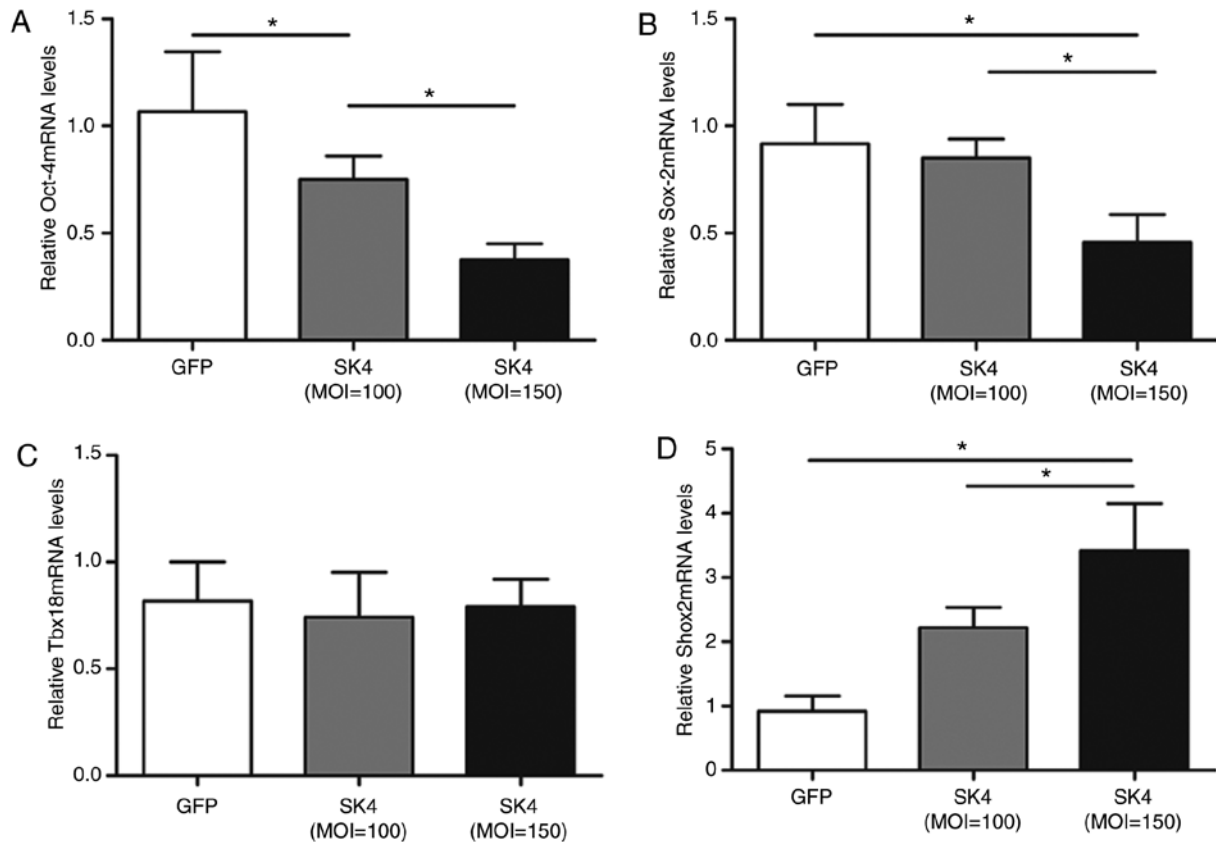 A
Relative Oct-4mRNA levels
1.5
1.0
0.5
0.0
*
*
GFP
SK4
(MOI=100)
SK4
(MOI=150)
B
Relative Sox-2mRNA levels
1.5
1.0
0.5
0.0
*
*
GFP
SK4
(MOI=100)
SK4
(MOI=150)
C
Relative Tbx18mRNA levels
1.5
1.0
0.5
0.0
GFP
SK4
(MOI=100)
SK4
(MOI=150)
D
Relative Shox2mRNA levels
5
4
3
2
1
0
*
*
GFP
SK4
(MOI=100)
SK4
(MOI=150)